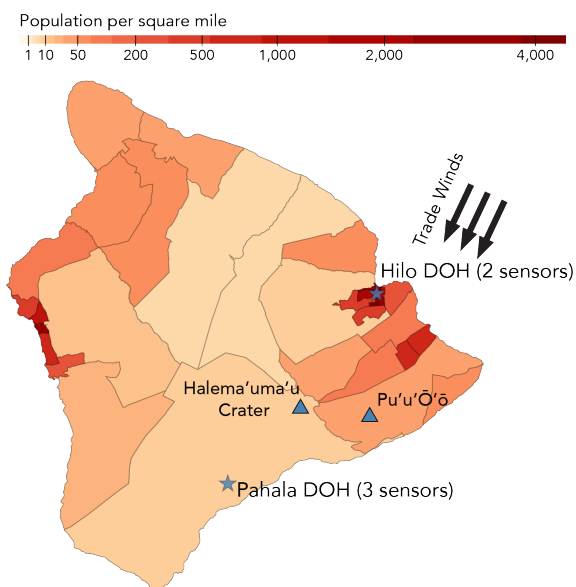 Population per square mile
1 10 50 200 500 1,000 2,000 4,000
Trade Winds
Hilo DOH (2 sensors)
Halema‘uma‘u
Crater
Pu‘u‘Ō‘ō
Pahala DOH (3 sensors)